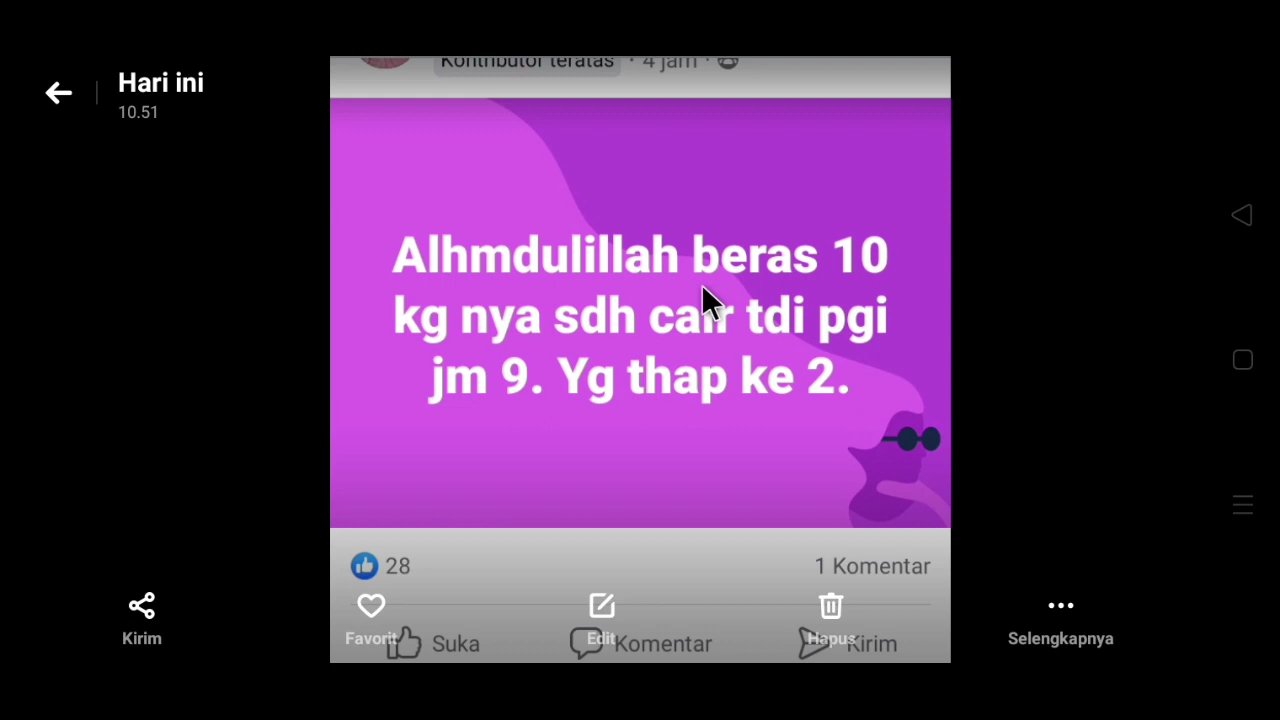 Hari ini
10.51
Kontributor teratas · 4 jam ·
Alhmdulillah beras 10
kg nya sdh cair tdi pgi
jm 9. Yg thap ke 2.
28
1 Komentar
Kirim
Favorit
Edit
Hapus
Selengkapnya
Suka
Komentar
Kirim